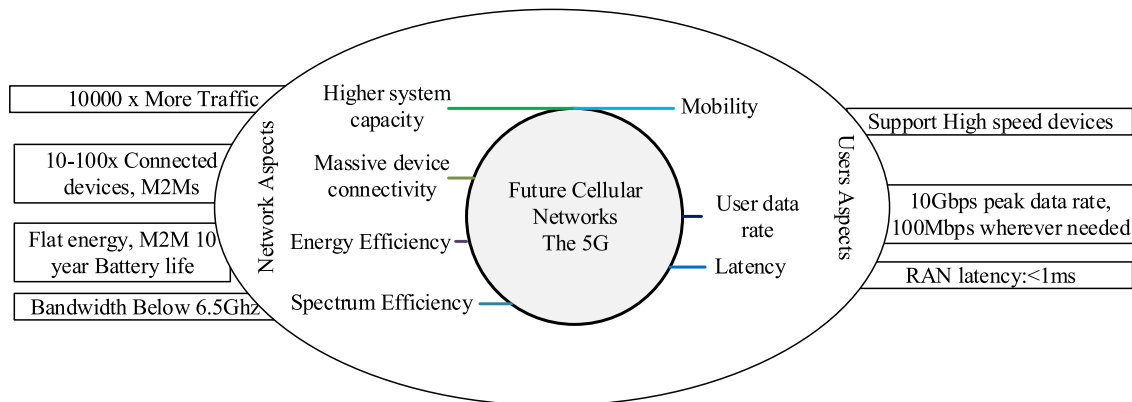 10000 x More Traffic
10-100x Connected
devices, M2Ms
Flat energy, M2M 10
year Battery life
Bandwidth Below 6.5Ghz
Network Aspects
Higher system
capacity
Massive device
connectivity
Energy Efficiency
Spectrum Efficiency
Future Cellular
Networks
The 5G
Mobility
User data
rate
Latency
Users Aspects
Support High speed devices
10Gbps peak data rate,
100Mbps wherever needed
RAN latency:<1ms